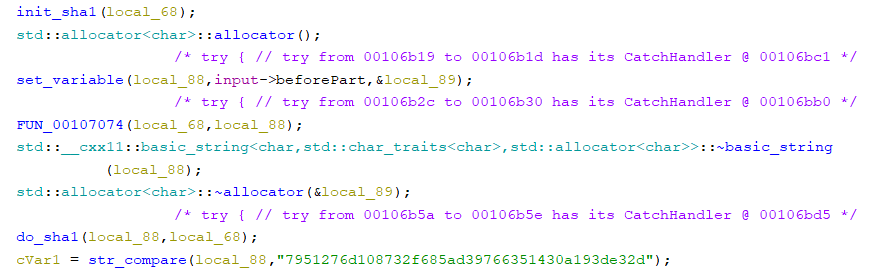 init_sha1(local_68);
std::allocator<char>::allocator();
/* try { // try from 00106b19 to 00106b1d has its CatchHandler @ 00106bc1 */
set_variable(local_88,input->beforePart,&local_89);
/* try { // try from 00106b2c to 00106b30 has its CatchHandler @ 00106bb0 */
FUN_00107074(local_68,local_88);
std::__cxx11::basic_string<char,std::char_traits<char>,std::allocator<char>>::~basic_string
(local_88);
std::allocator<char>::~allocator(&local_89);
/* try { // try from 00106b5a to 00106b5e has its CatchHandler @ 00106bd5 */
do_sha1(local_88,local_68);
cVar1 = str_compare(local_88,"7951276d108732f685ad39766351430a193de32d");